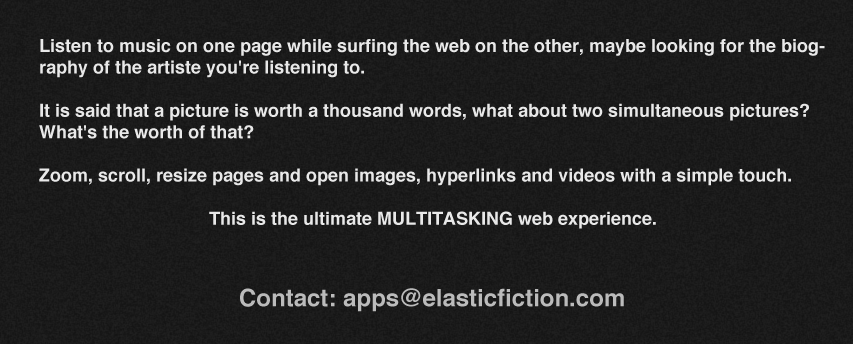 Listen to music on one page while surfing the web on the other, maybe looking for the biog-
raphy of the artiste you're listening to.
It is said that a picture is worth a thousand words, what about two simultaneous pictures?
What's the worth of that?
Zoom, scroll, resize pages and open images, hyperlinks and videos with a simple touch.
This is the ultimate MULTITASKING web experience.
Contact: apps@elasticfiction.com